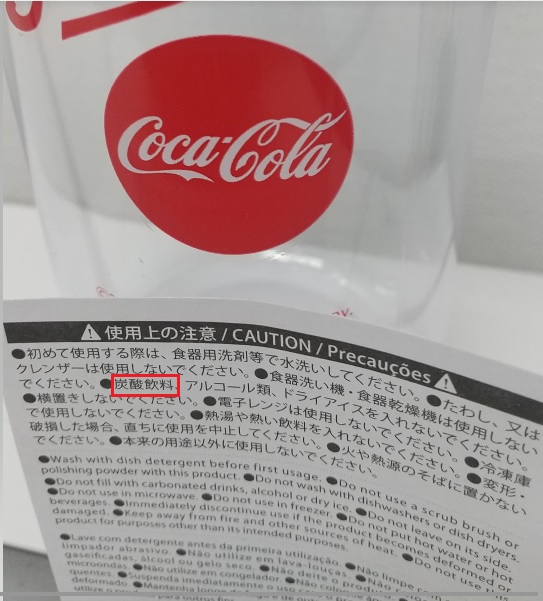 Coca-Cola
⚠使用上の注意 / CAUTION / Precauções⚠
●初めて使用する際は、食器用洗剤等で水洗いしてください。●たわし、又は
クレンザーは使用しないでください。●食器洗い機・食器乾燥機は使用しない
でください。●炭酸飲料、アルコール類、ドライアイスを入れないでください。
●横置きしないでください。●電子レンジは使用しないでください。●冷凍庫
で使用しないでください。●熱湯や熱い飲料を入れないでください。●変形・
破損した場合、直ちに使用を中止してください。●火や熱源のそばに置かない
でください。●本来の用途以外に使用しないでください。
●Wash with dish detergent before first usage. ●Do not use a scrub brush or
polishing powder with this product. ●Do not wash with dishwashers or dish dryers.
●Do not fill with carbonated drinks, alcohol or dry ice. ●Do not leave on its side.
●Do not use in microwave. ●Do not use in freezer. ●Do not put hot water or hot
beverages. ●Immediately discontinue use if the product becomes deformed or
damaged. ●Keep away from fire and other sources of heat. ●Do not use this
product for purposes other than its intended purposes.
●Lave com detergente antes da primeira utilização. ●Não limpe com
limpador abrasivo. ●Não utilize em lava-louças
gaseificadas, álcool ou gelo seco. ●Não a deite
microondas ●Não utilize em congelador. ●Não
quentes. ●Suspenda imediatamente o uso
deformado. ●Mantenha longe